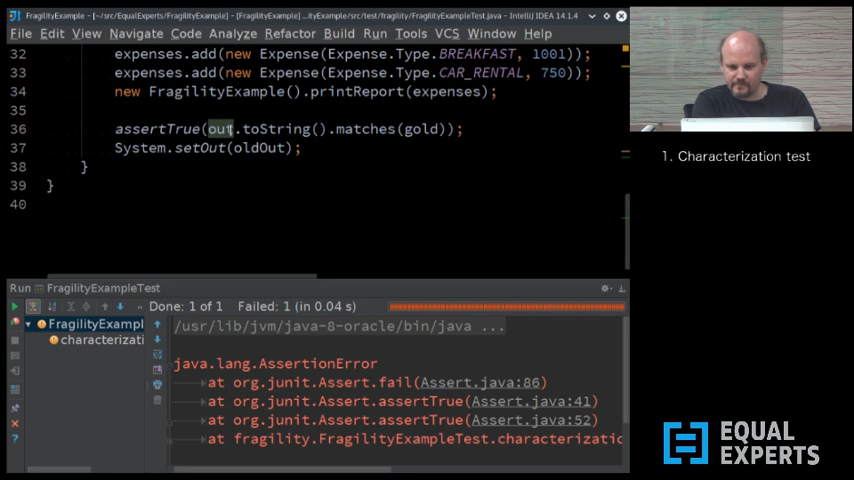 FragilityExample - [~/src/EqualExperts/FragilityExample] - [FragilityExample] - [...ityExample/src/test/fragility/FragilityExampleTest.java - IntelliJ IDEA 14.1.4
File Edit View Navigate Code Analyze Refactor Build Run Tools VCS Window Help
32 expenses.add(new Expense(Expense.Type.BREAKFAST, 1001));
33 expenses.add(new Expense(Expense.Type.CAR_RENTAL, 750));
34 new FragilityExample().printReport(expenses);
35
36 assertTrue(out.toString().matches(gold));
37 System.setOut(oldOut);
38 }
39 }
40
1. Characterization test
Run FragilityExampleTest
Done: 1 of 1 Failed: 1 (in 0.04 s)
FragilityExampl
characterizati
/usr/lib/jvm/java-8-oracle/bin/java ...
java.lang.AssertionError
at org.junit.Assert.fail(Assert.java:86)
at org.junit.Assert.assertTrue(Assert.java:41)
at org.junit.Assert.assertTrue(Assert.java:52)
at fragility.FragilityExampleTest.characterizatio
EQUAL
EXPERTS